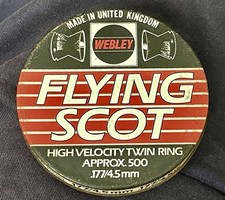 MADE IN UNITED KINGDOM
WEBLEY
FLYING
SCOT
HIGH VELOCITY TWIN RING
APPROX. 500
.177/4.5mm